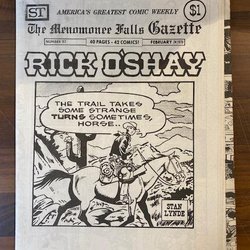 ST
AMERICA'S GREATEST COMIC WEEKLY
$1
The Menomonee Falls Gazette
40 PAGES - 42 COMICS!
FEBRUARY
RICK O'SHAY
THE TRAIL TAKES
SOME STRANGE
TURNS SOMETIMES,
HORSE..
STAN
LYNDE